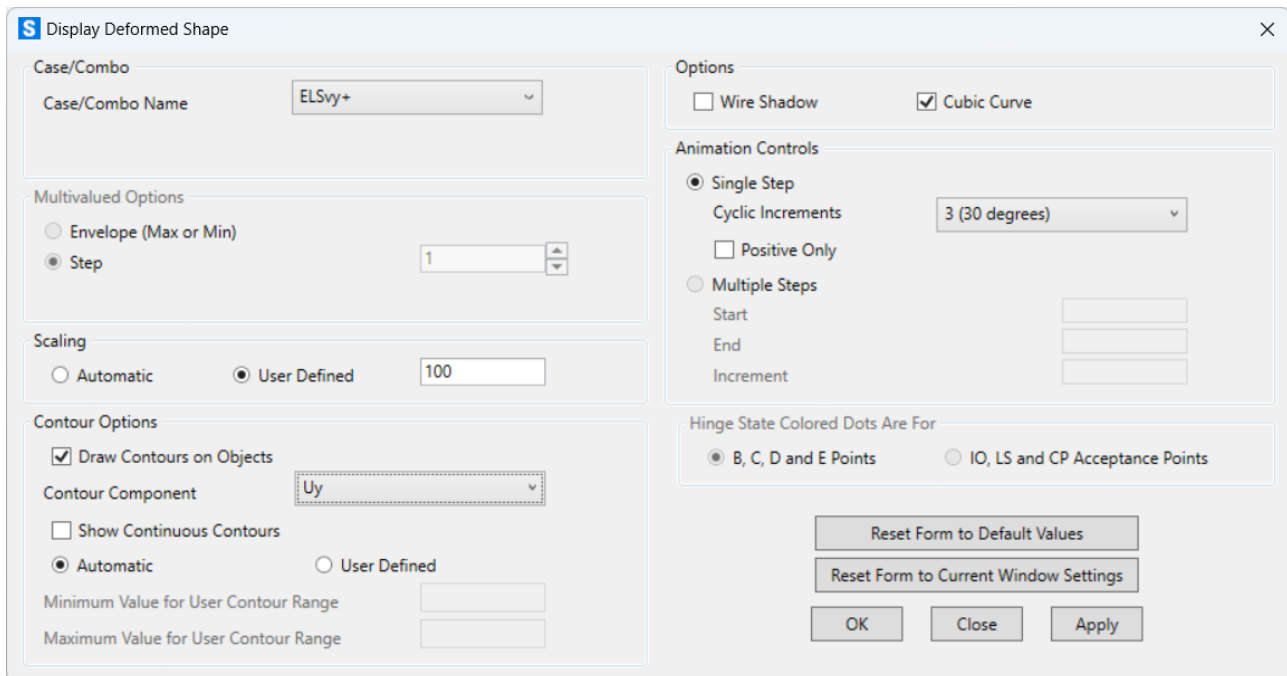 S Display Deformed Shape
Case/Combo
Case/Combo Name ELSvy+
Multivalued Options
Envelope (Max or Min)
Step 1
Scaling
Automatic User Defined 100
Contour Options
Draw Contours on Objects
Contour Component Uy
Show Continuous Contours
Automatic User Defined
Minimum Value for User Contour Range
Maximum Value for User Contour Range
Options
Wire Shadow Cubic Curve
Animation Controls
Single Step
Cyclic Increments 3 (30 degrees)
Positive Only
Multiple Steps
Start
End
Increment
Hinge State Colored Dots Are For
B, C, D and E Points IO, LS and CP Acceptance Points
Reset Form to Default Values
Reset Form to Current Window Settings
OK Close Apply